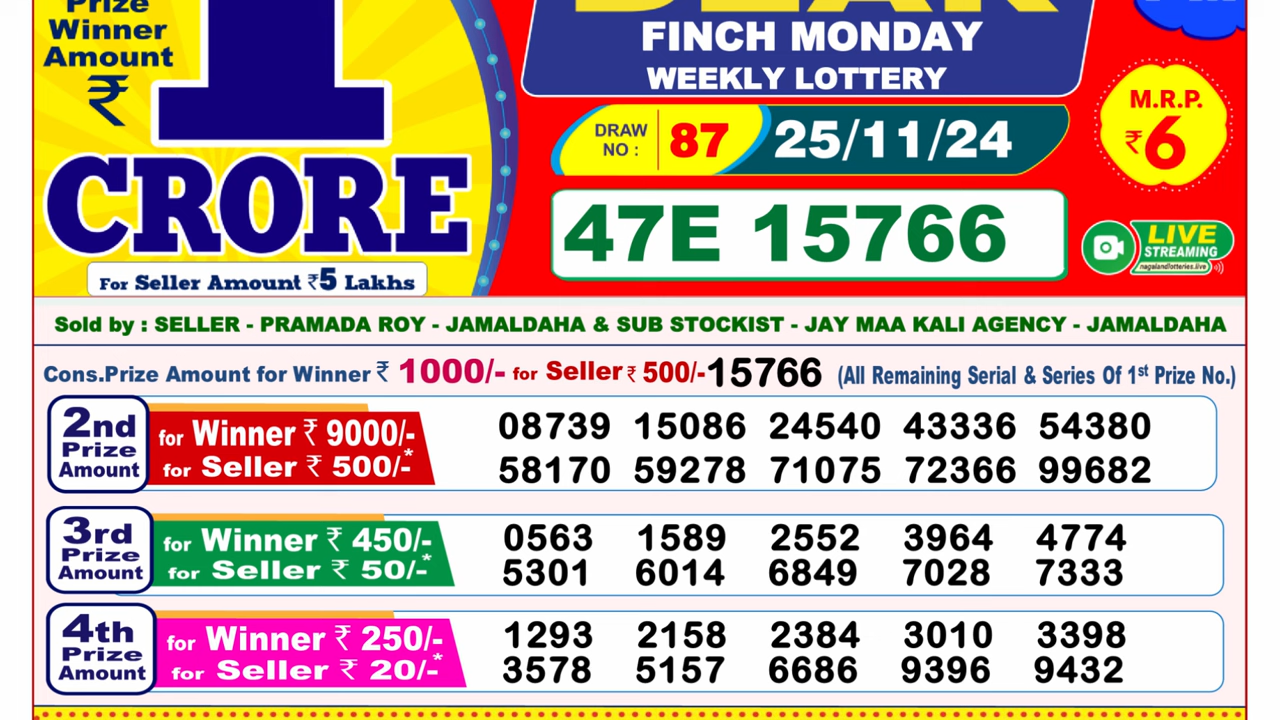 Prize
Winner
Amount
₹
1
CRORE
For Seller Amount ₹5 Lakhs
DEAR
FINCH MONDAY
WEEKLY LOTTERY
DRAW NO : 87 25/11/24
M.R.P.
₹6
47E 15766
LIVE
STREAMING
nagalandlotteries.live
Sold by : SELLER - PRAMADA ROY - JAMALDAHA & SUB STOCKIST - JAY MAA KALI AGENCY - JAMALDAHA
Cons.Prize Amount for Winner ₹ 1000/- for Seller ₹ 500/- 15766 (All Remaining Serial & Series Of 1st Prize No.)
2nd
Prize
Amount
for Winner ₹ 9000/-
for Seller ₹ 500/-*
08739 15086 24540 43336 54380
58170 59278 71075 72366 99682
3rd
Prize
Amount
for Winner ₹ 450/-
for Seller ₹ 50/-*
0563 1589 2552 3964 4774
5301 6014 6849 7028 7333
4th
Prize
Amount
for Winner ₹ 250/-
for Seller ₹ 20/-*
1293 2158 2384 3010 3398
3578 5157 6686 9396 9432